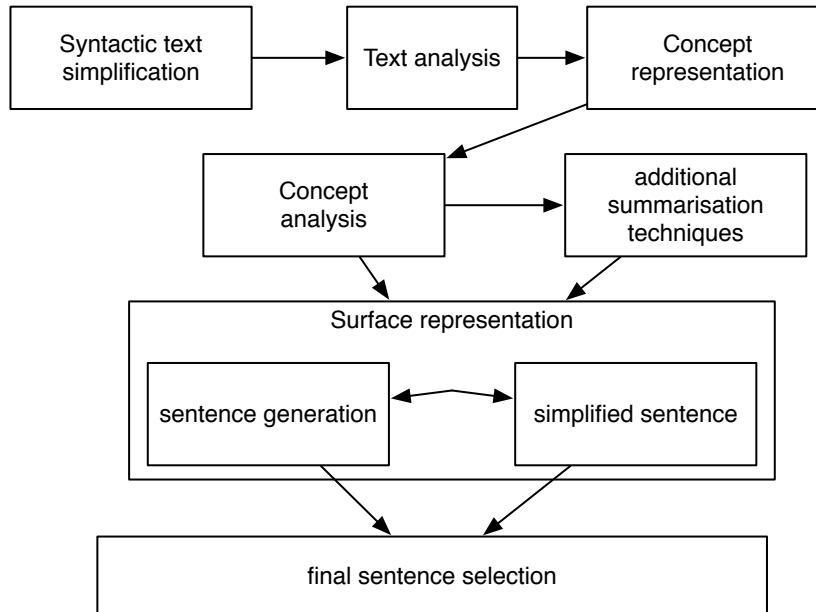 Syntactic text
simplification
Text analysis
Concept
representation
Concept
analysis
additional
summarisation
techniques
Surface representation
sentence generation
simplified sentence
final sentence selection